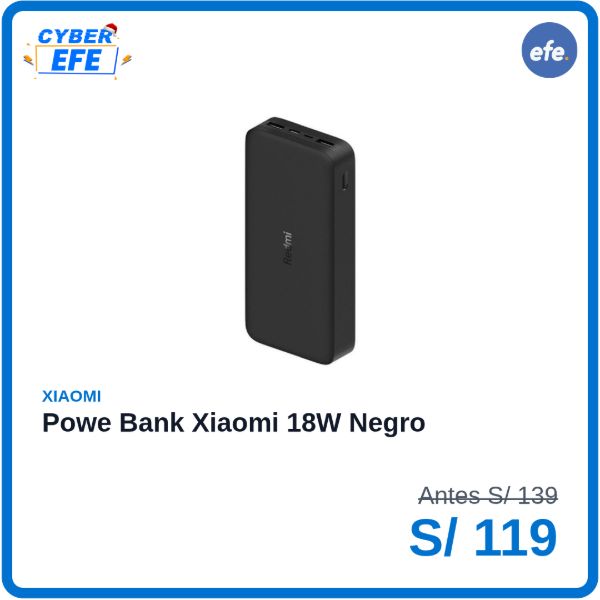 CYBER
EFE
efe.
Redmi
XIAOMI
Powe Bank Xiaomi 18W Negro
Antes S/ 139
S/ 119